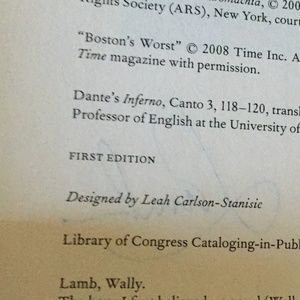 Rights Society (ARS), New York, cour
"Boston's Worst" © 2008 Time Inc. A
Time magazine with permission.
Dante's Inferno, Canto 3, 118–120, transl
Professor of English at the University of
FIRST EDITION
Designed by Leah Carlson-Stanisic
Library of Congress Cataloging-in-Publ
Lamb, Wally.